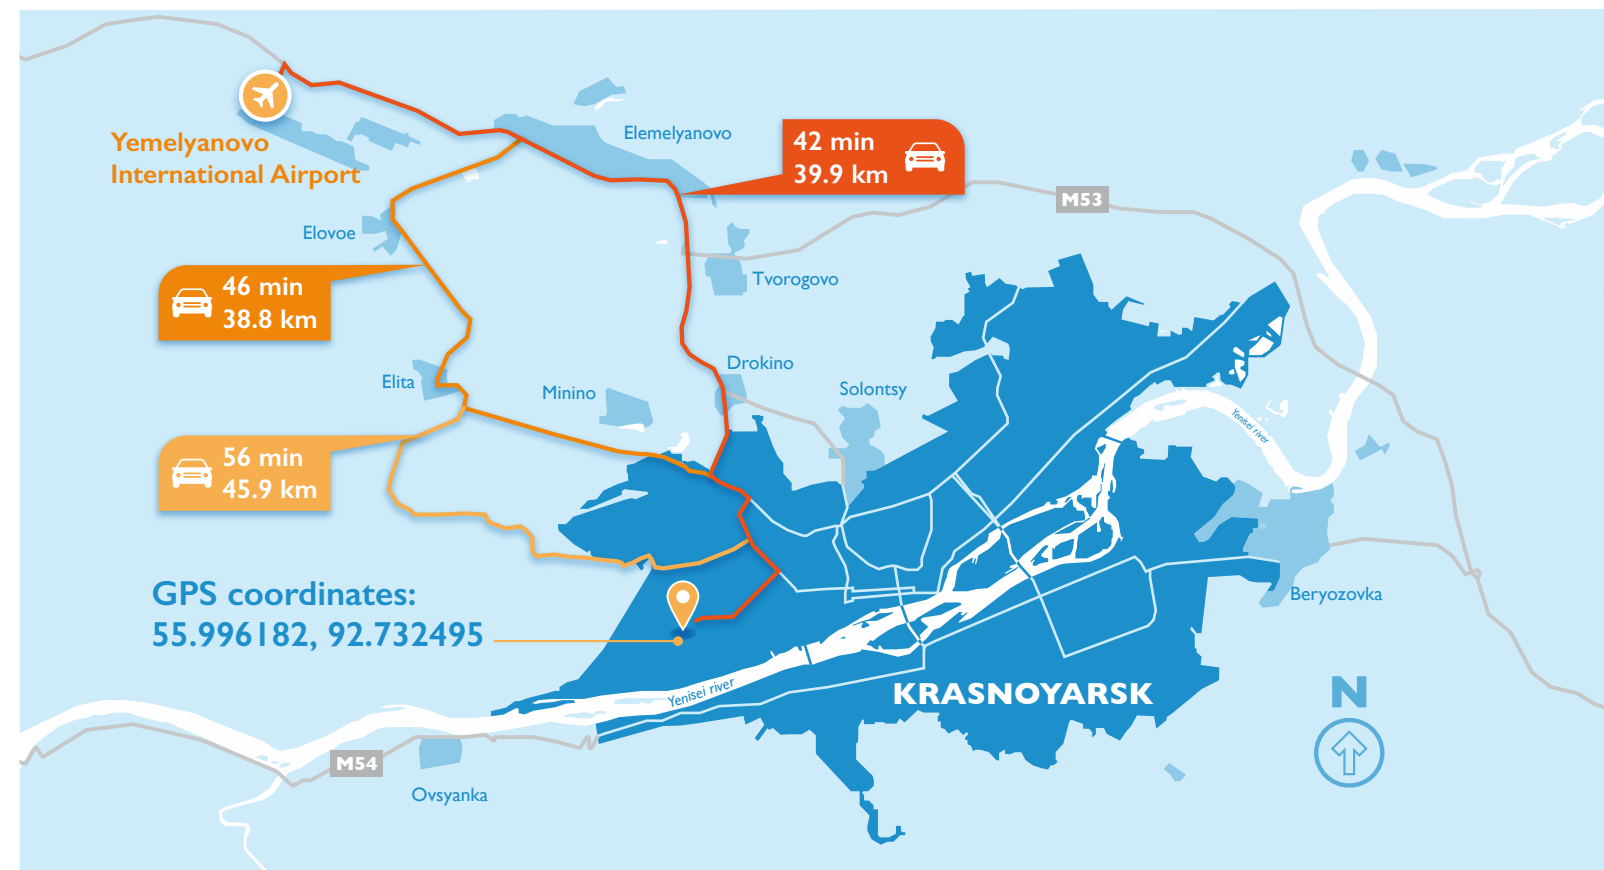 Yemelyanovo
International Airport
Elemelyanovo
42 min
39.9 km
M53
Elovoe
46 min
38.8 km
Tvorogovo
Elita
Minino
Drokino
Solontsy
Yenisei river
56 min
45.9 km
GPS coordinates:
55.996182, 92.732495
Beryozovka
Yenisei river
KRASNOYARSK
N
M54
Ovsyanka